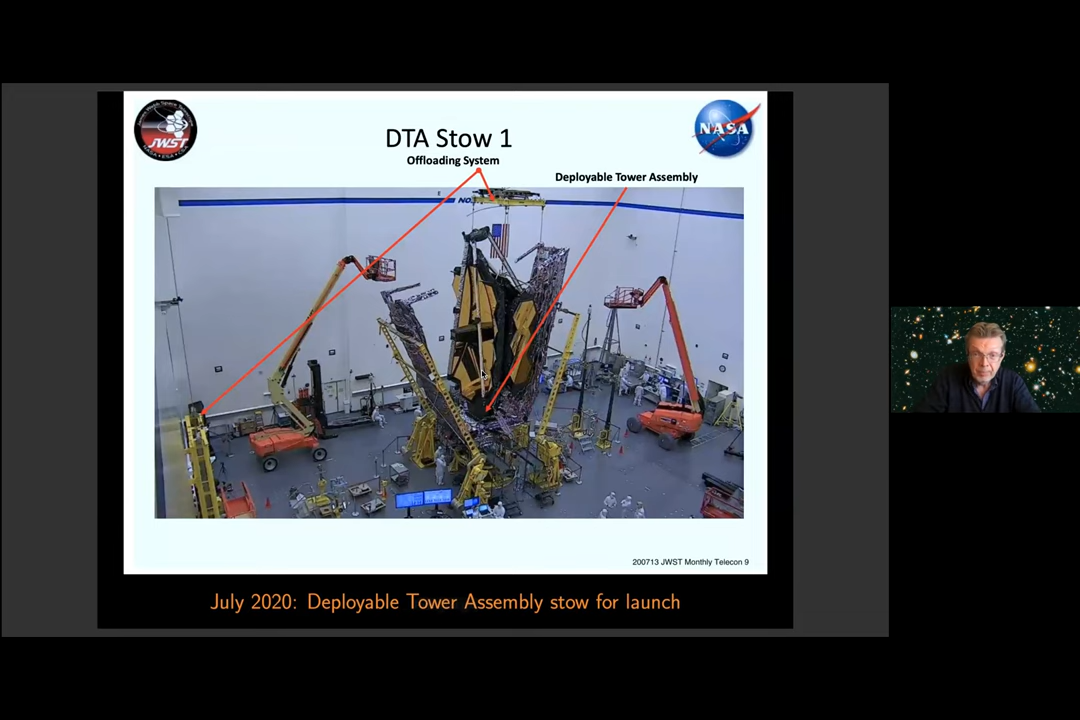 JWST
NASA
DTA Stow 1
Offloading System
Deployable Tower Assembly
NO
200713 JWST Monthly Telecon 9
July 2020: Deployable Tower Assembly stow for launch